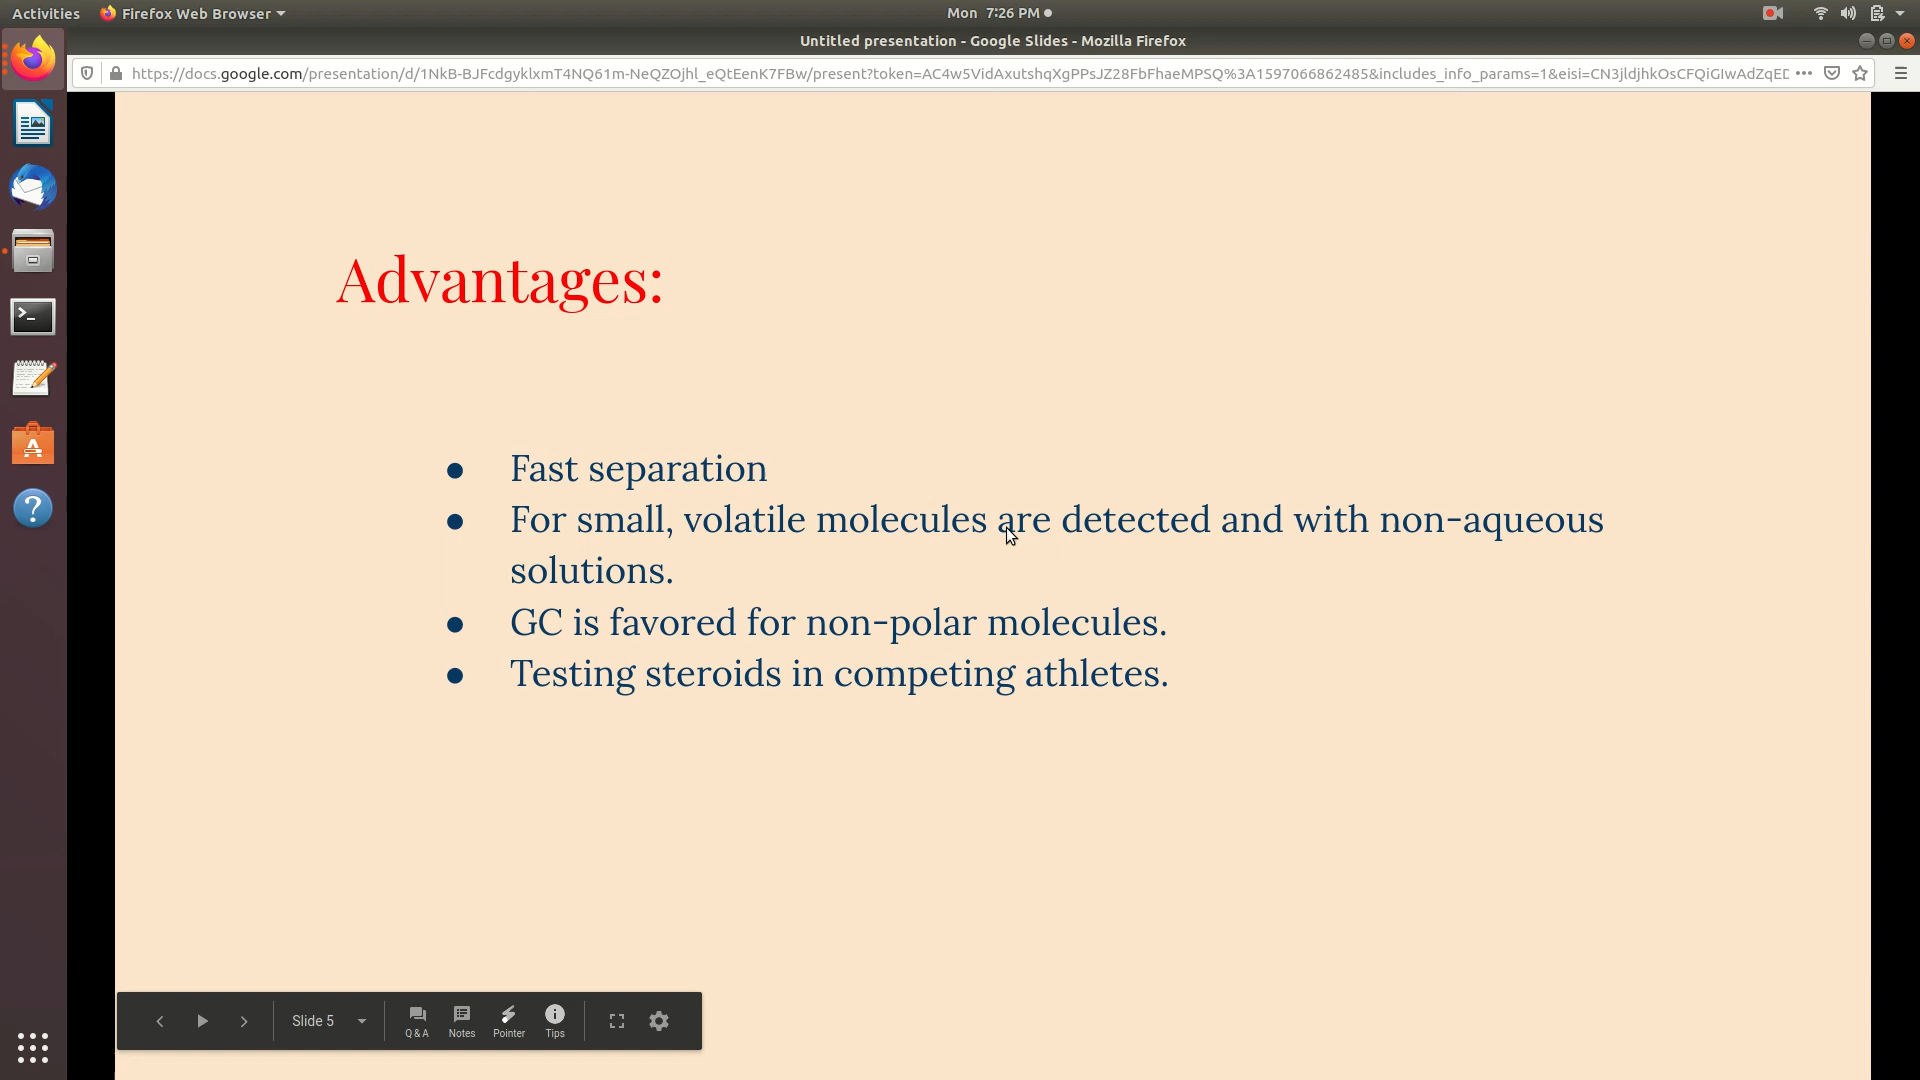 Activities Firefox Web Browser Mon 7:26 PM
Untitled presentation - Google Slides - Mozilla Firefox
https://docs.google.com/presentation/d/1NkB-BJFcdgyklxmT4NQ61m-NeQZOjhl_eQtEenK7FBw/present?token=AC4w5VidAxutshqXgPPsJZ28FbFhaeMPSQ%3A1597066862485&includes_info_params=1&eisi=CN3jldjhkOsCFQiGIwAdZqED
Advantages:
● Fast separation
● For small, volatile molecules are detected and with non-aqueous
solutions.
● GC is favored for non-polar molecules.
● Testing steroids in competing athletes.
Slide 5 Q & A Notes Pointer Tips